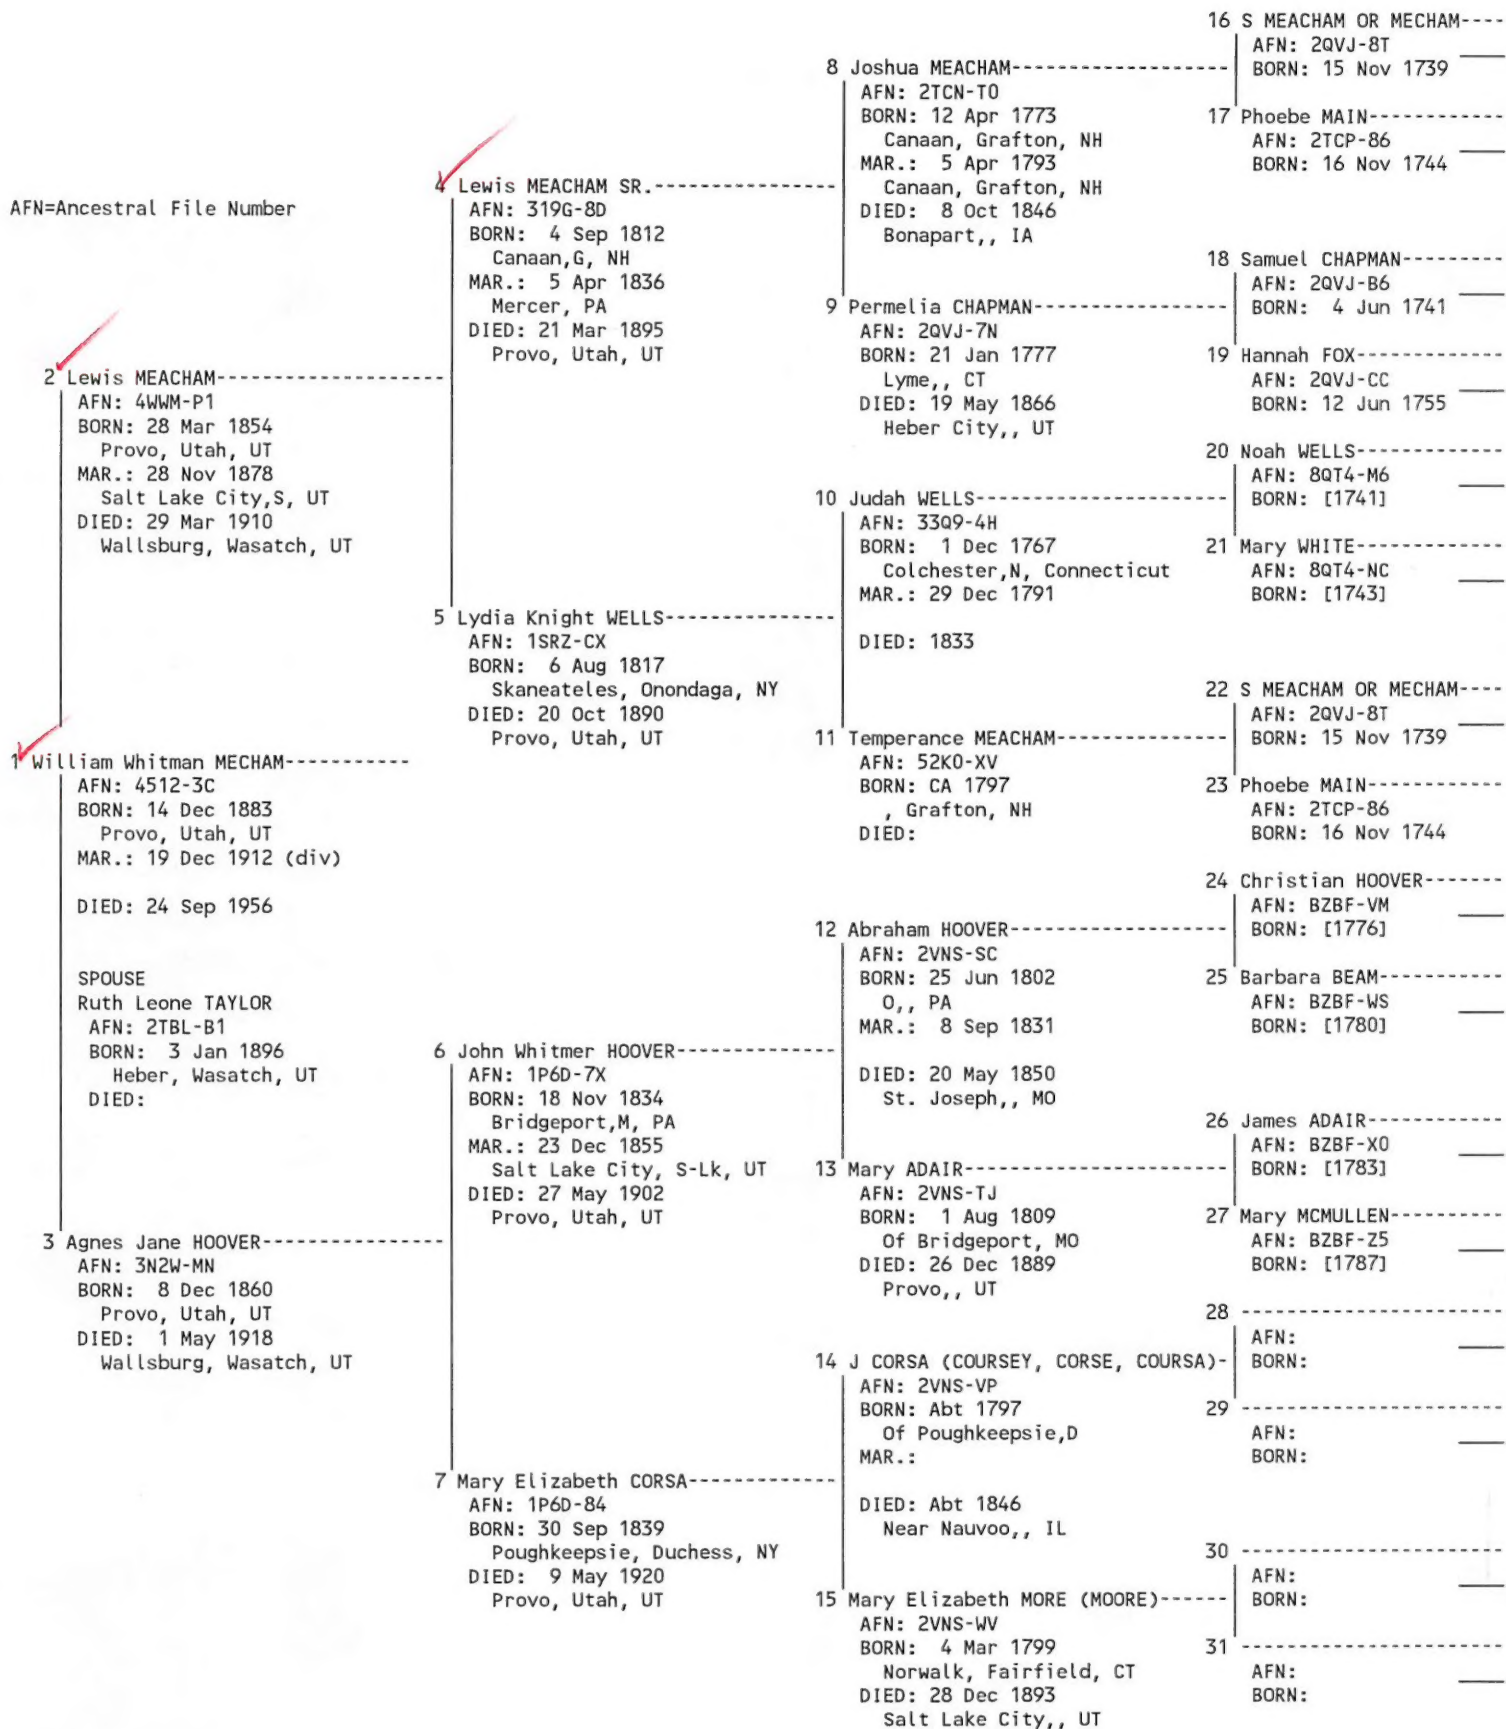 AFN=Ancestral File Number
1 William Whitman MECHAM-----------
AFN: 4512-3C
BORN: 14 Dec 1883
Provo, Utah, UT
MAR.: 19 Dec 1912 (div)
DIED: 24 Sep 1956
SPOUSE
Ruth Leone TAYLOR
AFN: 2TBL-B1
BORN: 3 Jan 1896
Heber, Wasatch, UT
DIED:
2 Lewis MEACHAM--------------------
AFN: 4WWM-P1
BORN: 28 Mar 1854
Provo, Utah, UT
MAR.: 28 Nov 1878
Salt Lake City,S, UT
DIED: 29 Mar 1910
Wallsburg, Wasatch, UT
3 Agnes Jane HOOVER----------------
AFN: 3N2W-MN
BORN: 8 Dec 1860
Provo, Utah, UT
DIED: 1 May 1918
Wallsburg, Wasatch, UT
4 Lewis MEACHAM SR.----------------
AFN: 319G-8D
BORN: 4 Sep 1812
Canaan,G, NH
MAR.: 5 Apr 1836
Mercer, PA
DIED: 21 Mar 1895
Provo, Utah, UT
5 Lydia Knight WELLS---------------
AFN: 1SRZ-CX
BORN: 6 Aug 1817
Skaneateles, Onondaga, NY
DIED: 20 Oct 1890
Provo, Utah, UT
6 John Whitmer HOOVER--------------
AFN: 1P6D-7X
BORN: 18 Nov 1834
Bridgeport,M, PA
MAR.: 23 Dec 1855
Salt Lake City, S-Lk, UT
DIED: 27 May 1902
Provo, Utah, UT
7 Mary Elizabeth CORSA-------------
AFN: 1P6D-84
BORN: 30 Sep 1839
Poughkeepsie, Duchess, NY
DIED: 9 May 1920
Provo, Utah, UT
8 Joshua MEACHAM-------------------
AFN: 2TCN-T0
BORN: 12 Apr 1773
Canaan, Grafton, NH
MAR.: 5 Apr 1793
Canaan, Grafton, NH
DIED: 8 Oct 1846
Bonapart,, IA
9 Permelia CHAPMAN-----------------
AFN: 2QVJ-7N
BORN: 21 Jan 1777
Lyme,, CT
DIED: 19 May 1866
Heber City,, UT
10 Judah WELLS----------------------
AFN: 33Q9-4H
BORN: 1 Dec 1767
Colchester,N, Connecticut
MAR.: 29 Dec 1791
DIED: 1833
11 Temperance MEACHAM---------------
AFN: 52K0-XV
BORN: CA 1797
, Grafton, NH
DIED:
12 Abraham HOOVER-------------------
AFN: 2VNS-SC
BORN: 25 Jun 1802
O,, PA
MAR.: 8 Sep 1831
DIED: 20 May 1850
St. Joseph,, MO
13 Mary ADAIR-----------------------
AFN: 2VNS-TJ
BORN: 1 Aug 1809
Of Bridgeport, MO
DIED: 26 Dec 1889
Provo,, UT
14 J CORSA (COURSEY, CORSE, COURSA)-
AFN: 2VNS-VP
BORN: Abt 1797
Of Poughkeepsie,D
MAR.:
DIED: Abt 1846
Near Nauvoo,, IL
15 Mary Elizabeth MORE (MOORE)------
AFN: 2VNS-WV
BORN: 4 Mar 1799
Norwalk, Fairfield, CT
DIED: 28 Dec 1893
Salt Lake City,, UT
16 S MEACHAM OR MECHAM----
AFN: 2QVJ-8T
BORN: 15 Nov 1739
17 Phoebe MAIN------------
AFN: 2TCP-86
BORN: 16 Nov 1744
18 Samuel CHAPMAN---------
AFN: 2QVJ-B6
BORN: 4 Jun 1741
19 Hannah FOX-------------
AFN: 2QVJ-CC
BORN: 12 Jun 1755
20 Noah WELLS-------------
AFN: 8QT4-M6
BORN: [1741]
21 Mary WHITE-------------
AFN: 8QT4-NC
BORN: [1743]
22 S MEACHAM OR MECHAM----
AFN: 2QVJ-8T
BORN: 15 Nov 1739
23 Phoebe MAIN------------
AFN: 2TCP-86
BORN: 16 Nov 1744
24 Christian HOOVER-------
AFN: BZBF-VM
BORN: [1776]
25 Barbara BEAM-----------
AFN: BZBF-WS
BORN: [1780]
26 James ADAIR------------
AFN: BZBF-X0
BORN: [1783]
27 Mary MCMULLEN----------
AFN: BZBF-Z5
BORN: [1787]
28 -----------------------
AFN:
BORN:
29 -----------------------
AFN:
BORN:
30 -----------------------
AFN:
BORN:
31 -----------------------
AFN:
BORN: